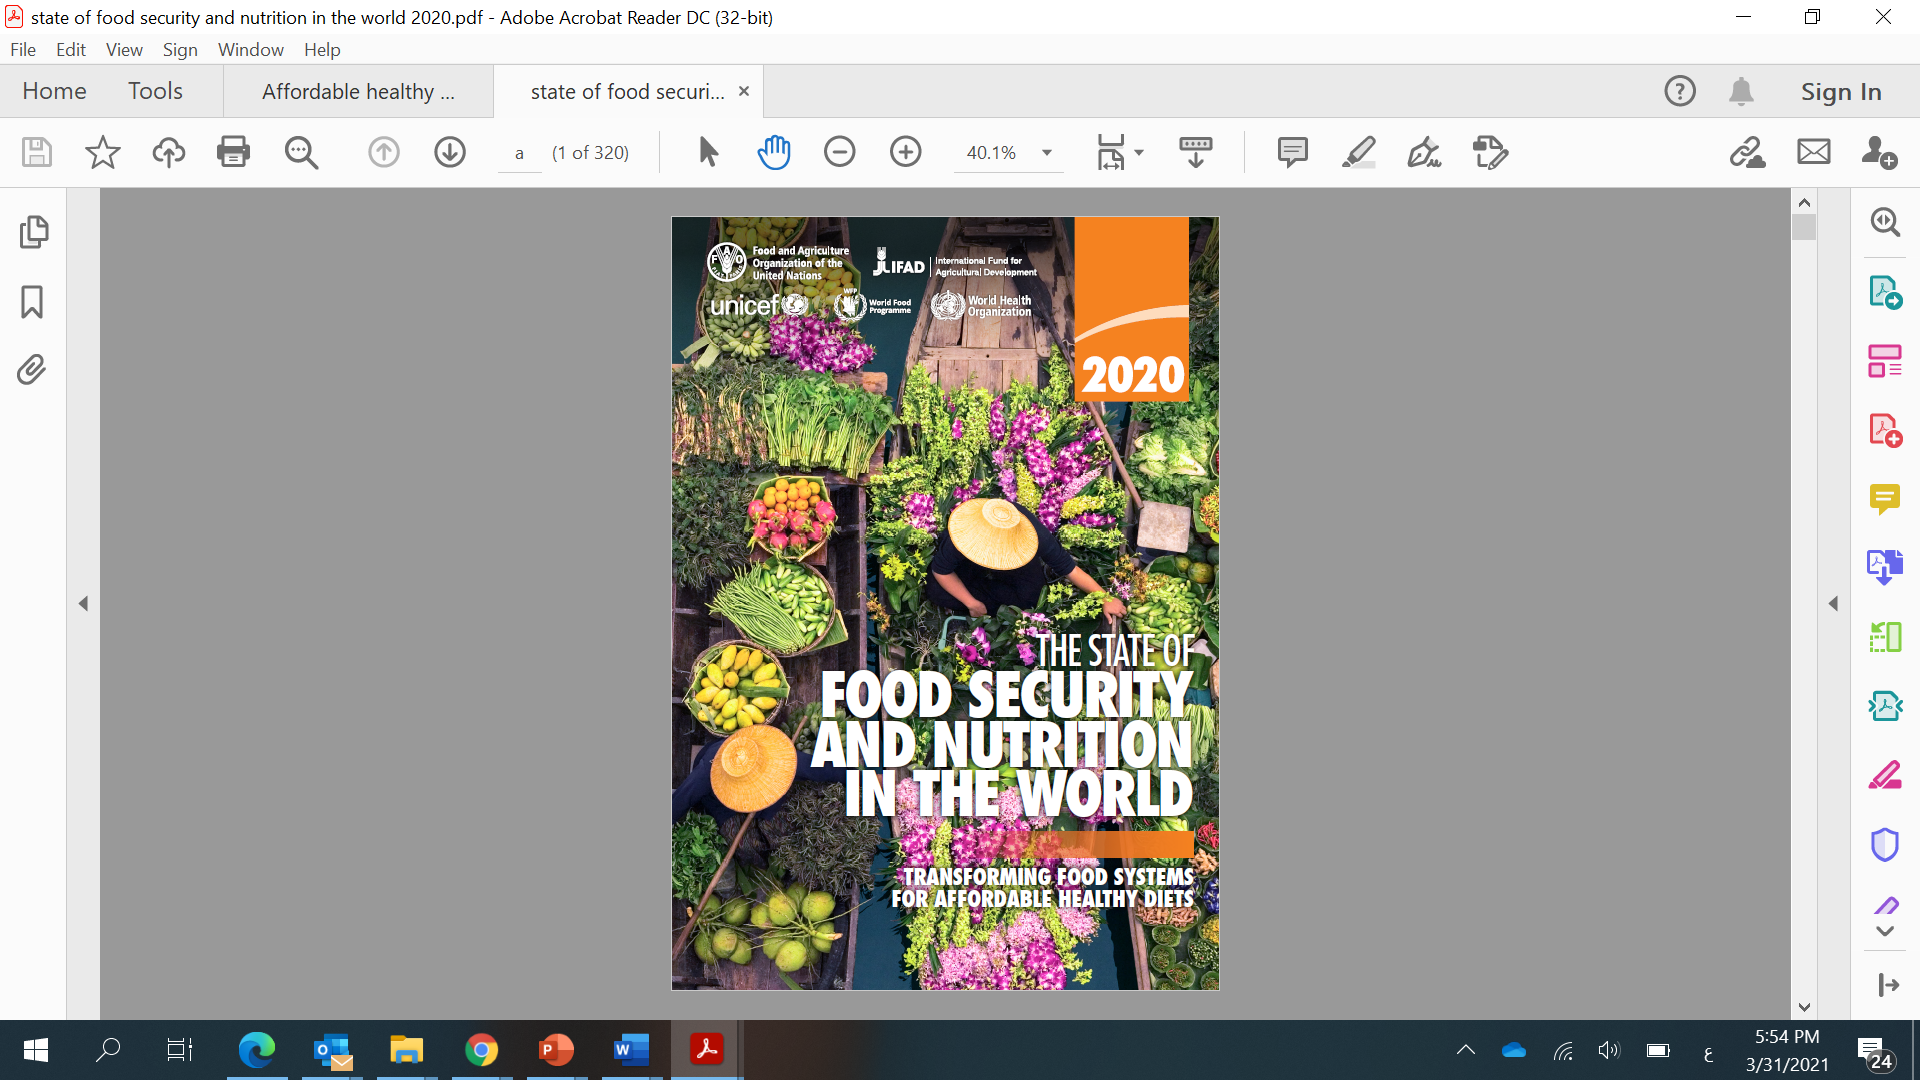 state of food security and nutrition in the world 2020.pdf - Adobe Acrobat Reader DC (32-bit)
File Edit View Sign Window Help
Home Tools Affordable healthy ... state of food securi... Sign In
a (1 of 320) 40.1%
Food and Agriculture
Organization of the
United Nations
FAO
IFAD
International Fund for
Agricultural Development
unicef
WFP
World Food
Programme
World Health
Organization
2020
THE STATE OF
FOOD SECURITY
AND NUTRITION
IN THE WORLD
TRANSFORMING FOOD SYSTEMS
FOR AFFORDABLE HEALTHY DIETS
ع
5:54 PM
3/31/2021
24